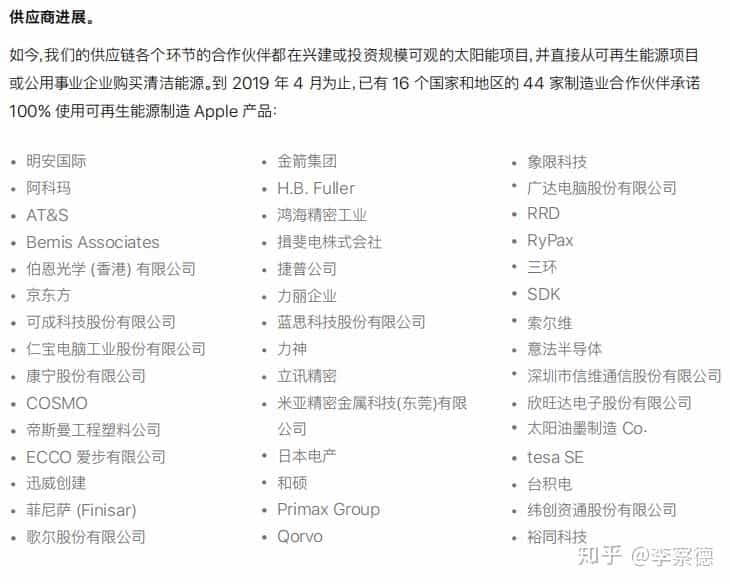 供应商进展。
如今,我们的供应链各个环节的合作伙伴都在兴建或投资规模可观的太阳能项目,并直接从可再生能源项目
或公用事业企业购买清洁能源。到 2019 年 4 月为止,已有 16 个国家和地区的 44 家制造业合作伙伴承诺
100% 使用可再生能源制造 Apple 产品:
• 明安国际
• 阿科玛
• AT&S
• Bemis Associates
• 伯恩光学 (香港) 有限公司
• 京东方
• 可成科技股份有限公司
• 仁宝电脑工业股份有限公司
• 康宁股份有限公司
• COSMO
• 帝斯曼工程塑料公司
• ECCO 爱步有限公司
• 迅威创建
• 菲尼萨 (Finisar)
• 歌尔股份有限公司
• 金箭集团
• H.B. Fuller
• 鸿海精密工业
• 揖斐电株式会社
• 捷普公司
• 力丽企业
• 蓝思科技股份有限公司
• 力神
• 立讯精密
• 米亚精密金属科技(东莞)有限
公司
• 日本电产
• 和硕
• Primax Group
• Qorvo
• 象限科技
• 广达电脑股份有限公司
• RRD
• RyPax
• 三环
• SDK
• 索尔维
• 意法半导体
• 深圳市信维通信股份有限公司
• 欣旺达电子股份有限公司
• 太阳油墨制造 Co.
• tesa SE
• 台积电
• 纬创资通股份有限公司
• 裕同科技
知乎 @李察德